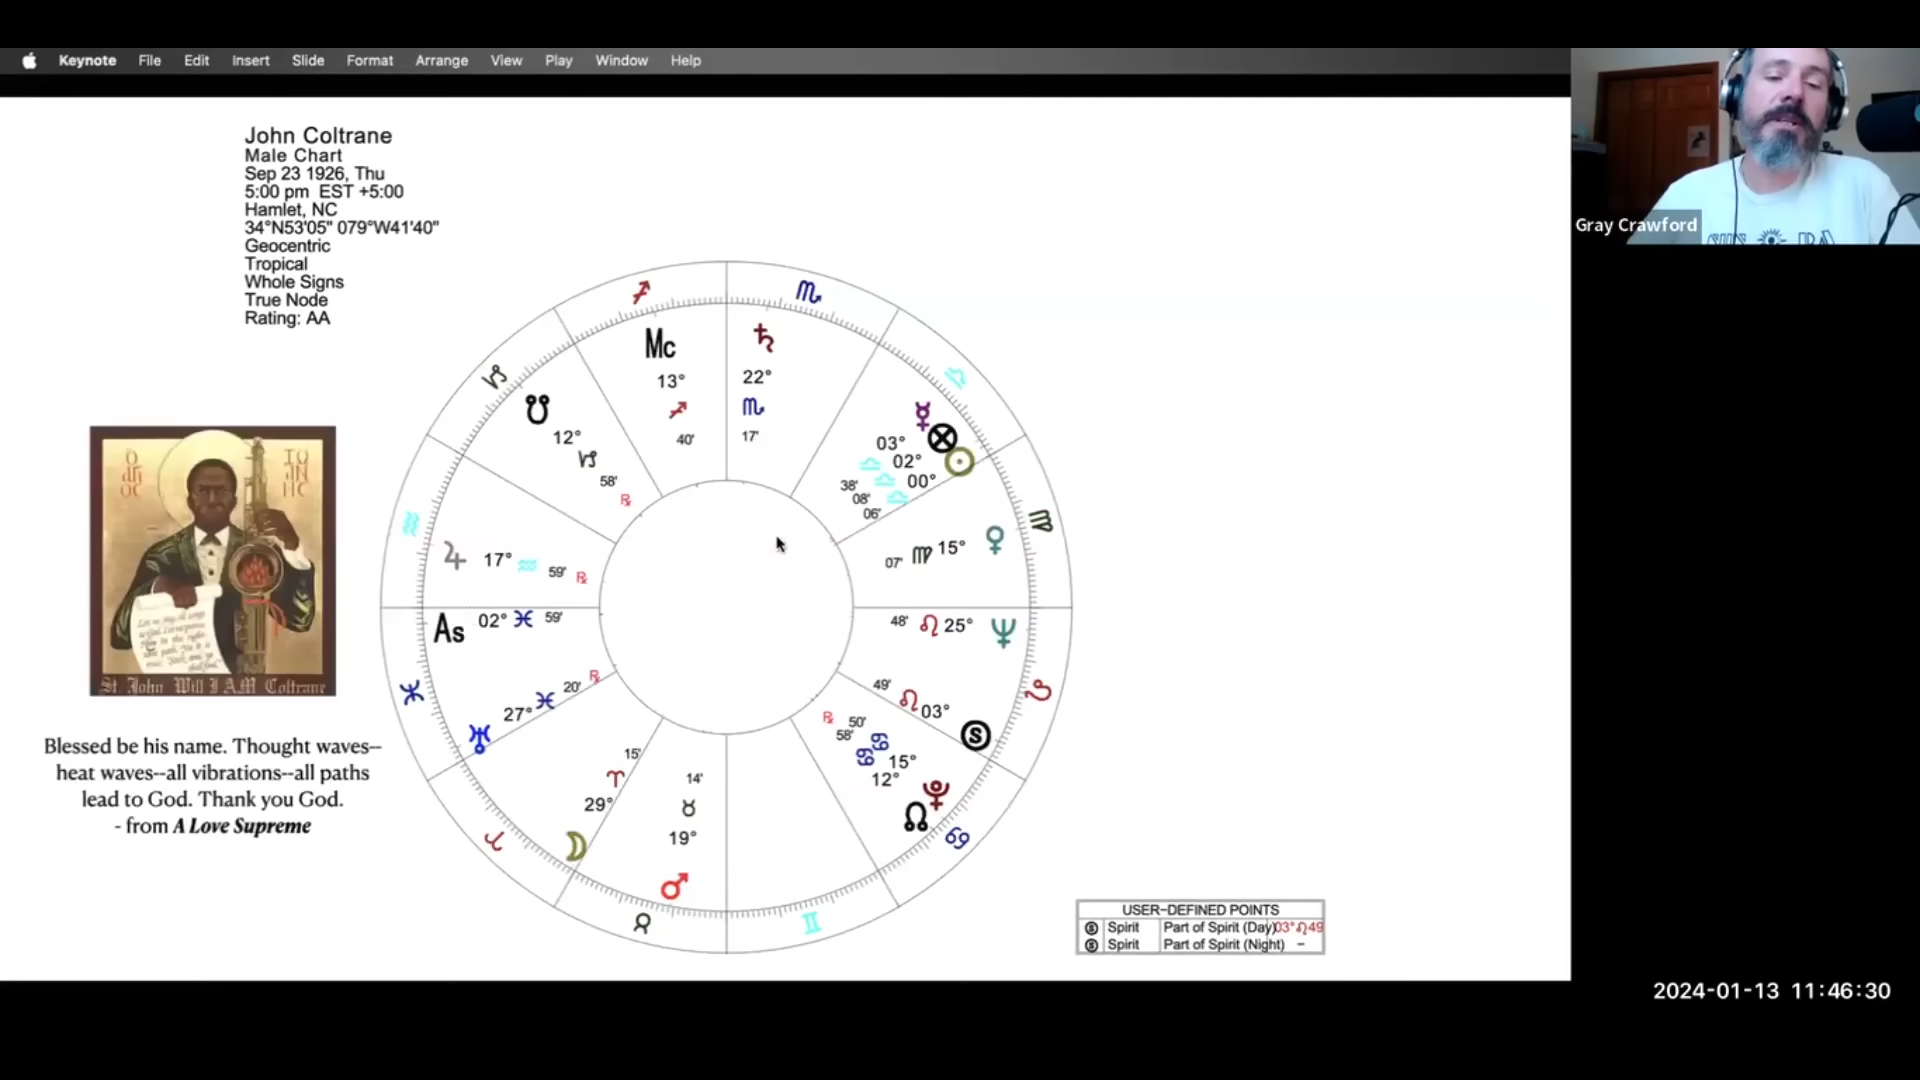 Keynote File Edit Insert Slide Format Arrange View Play Window Help
John Coltrane
Male Chart
Sep 23 1926, Thu
5:00 pm EST +5:00
Hamlet, NC
34°N53'05" 079°W41'40"
Geocentric
Tropical
Whole Signs
True Node
Rating: AA
Gray Crawford
♐ ♏
Mc ♄
13° 22°
♐ ♏
40' 17'
♑ ♎
☋ 12° ♑ 58' ℞
☿ 03° ♎ 38'
⊗ 02° ♎ 08'
☉ 00° ♎ 06'
♒ ♍
♃ 17° ♒ 59' ℞
07' ♍ 15° ♀
As 02° ♓ 59'
48' ♌ 25° ♆
♓ ♌
♅ 27° ♓ 20' ℞
49' ♌ 03° Ⓢ
℞ 50' ♋ 15° ♇
58' ♋ 12° ☊
15' ♈ 29° ☽
14' ♉ 19° ♂
♈ ♋
♉ ♊
St John Will I AM Coltrane
Blessed be his name. Thought waves--
heat waves--all vibrations--all paths
lead to God. Thank you God.
- from A Love Supreme
USER-DEFINED POINTS
Ⓢ Spirit Part of Spirit (Day) 03°♌49
Ⓢ Spirit Part of Spirit (Night) –
2024-01-13 11:46:30